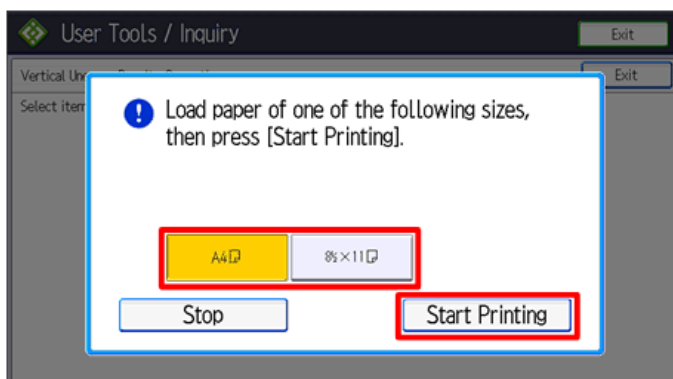 User Tools / Inquiry
Exit
Vertical
Exit
Select
Load paper of one of the following sizes,
then press [Start Printing].
A4
8½×11
Stop
Start Printing